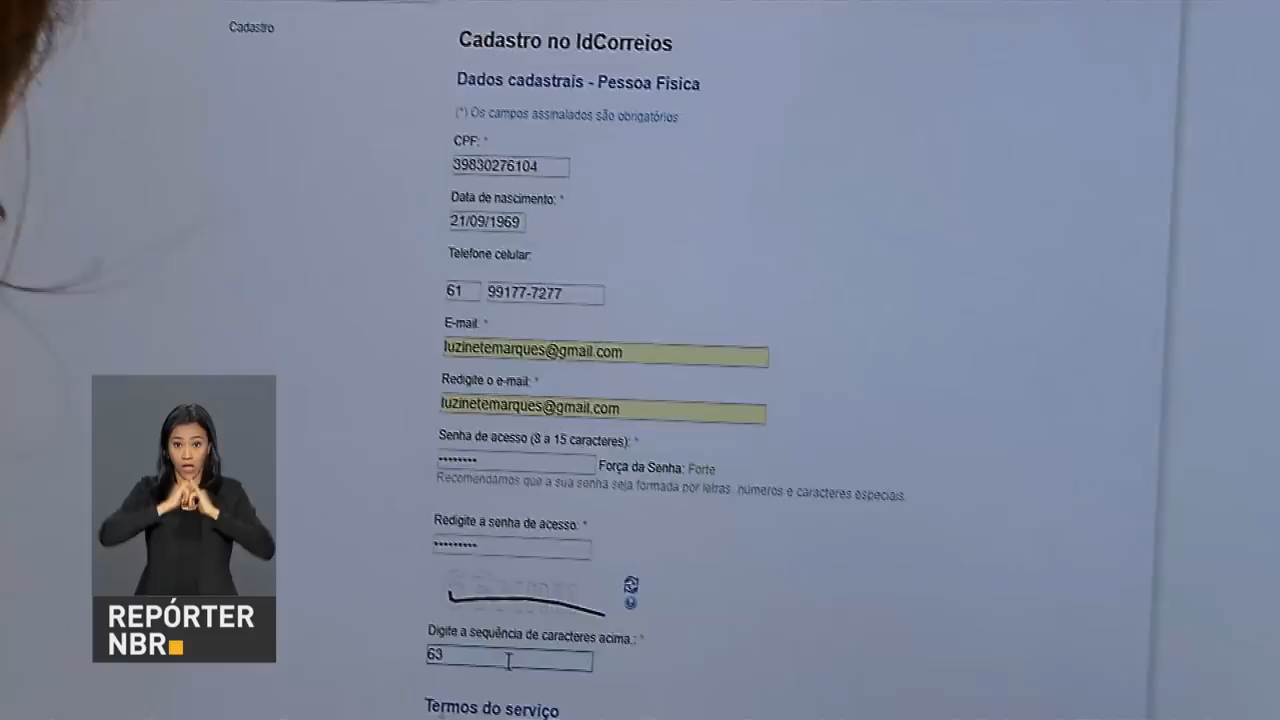 Cadastro
Cadastro no IdCorreios
Dados cadastrais - Pessoa Física
(*) Os campos assinalados são obrigatórios
CPF: *
39830276104
Data de nascimento: *
21/09/1969
Telefone celular:
61 99177-7277
E-mail: *
luzinetemarques@gmail.com
Redigite o e-mail: *
luzinetemarques@gmail.com
Senha de acesso (8 a 15 caracteres): *
•••••••• Força da Senha: Forte
Recomendamos que a sua senha seja formada por letras, números e caracteres especiais.
Redigite a senha de acesso: *
•••••••••
Digite a sequência de caracteres acima.: *
63
Termos do serviço
REPÓRTER
NBR